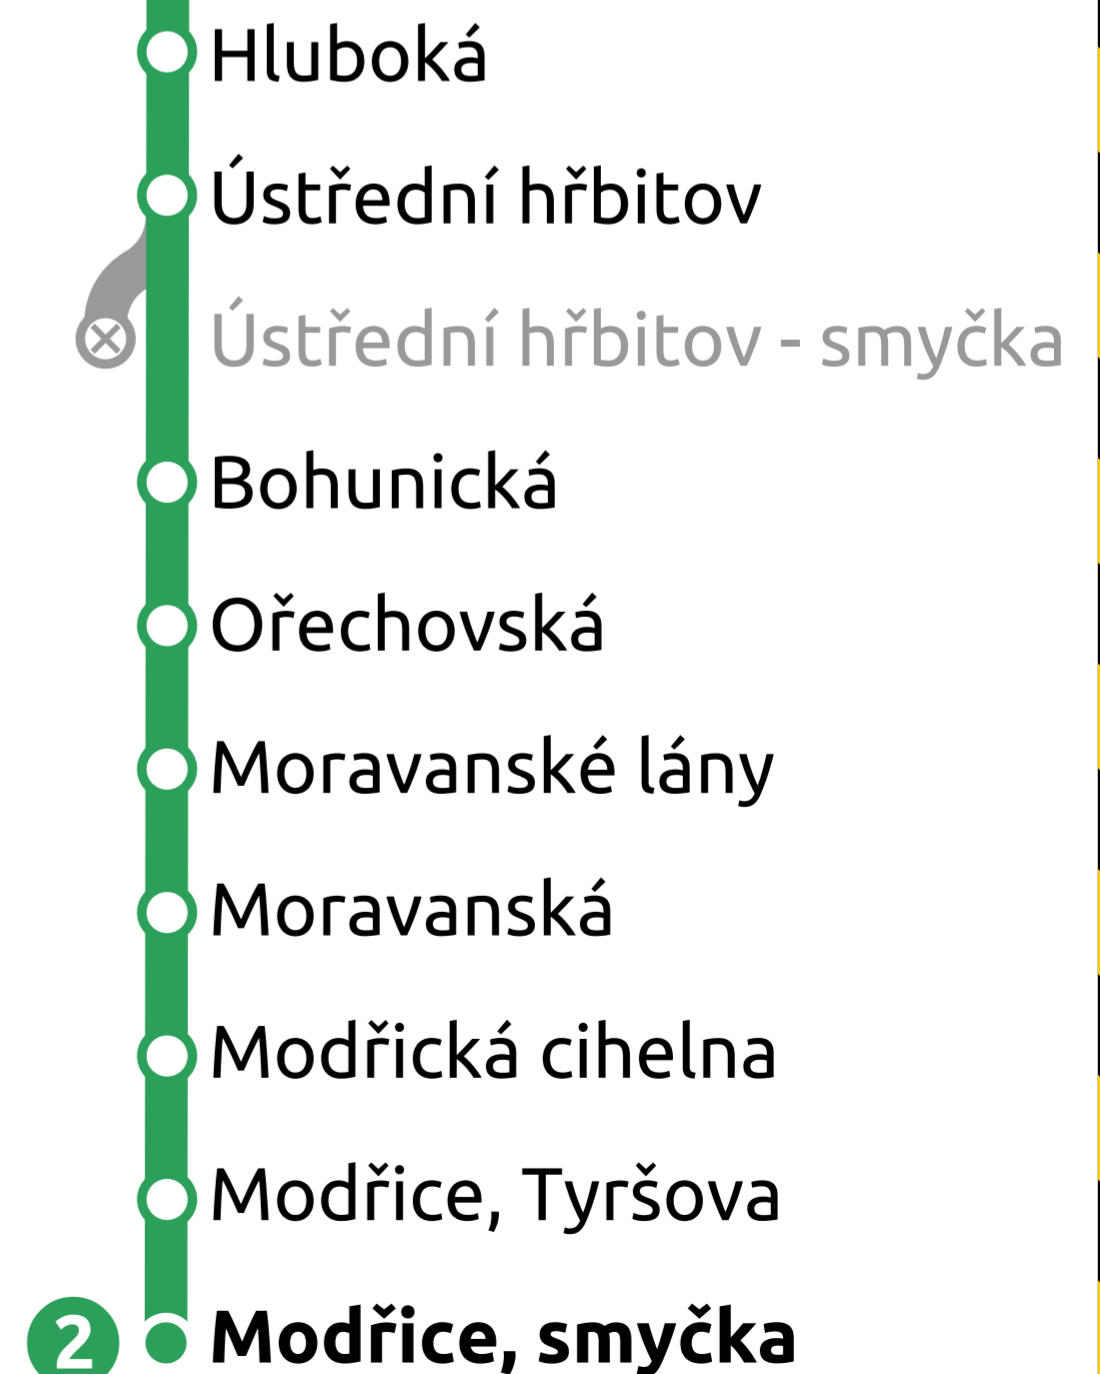 Hluboká
Ústřední hřbitov
Ústřední hřbitov - smyčka
Bohunická
Ořechovská
Moravanské lány
Moravanská
Modřická cihelna
Modřice, Tyršova
2 Modřice, smyčka